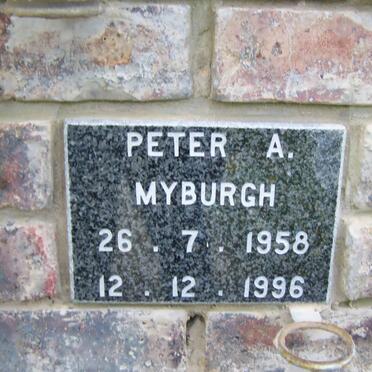 PETER A.
MYBURGH
26 . 7 . 1958
12 . 12 . 1996